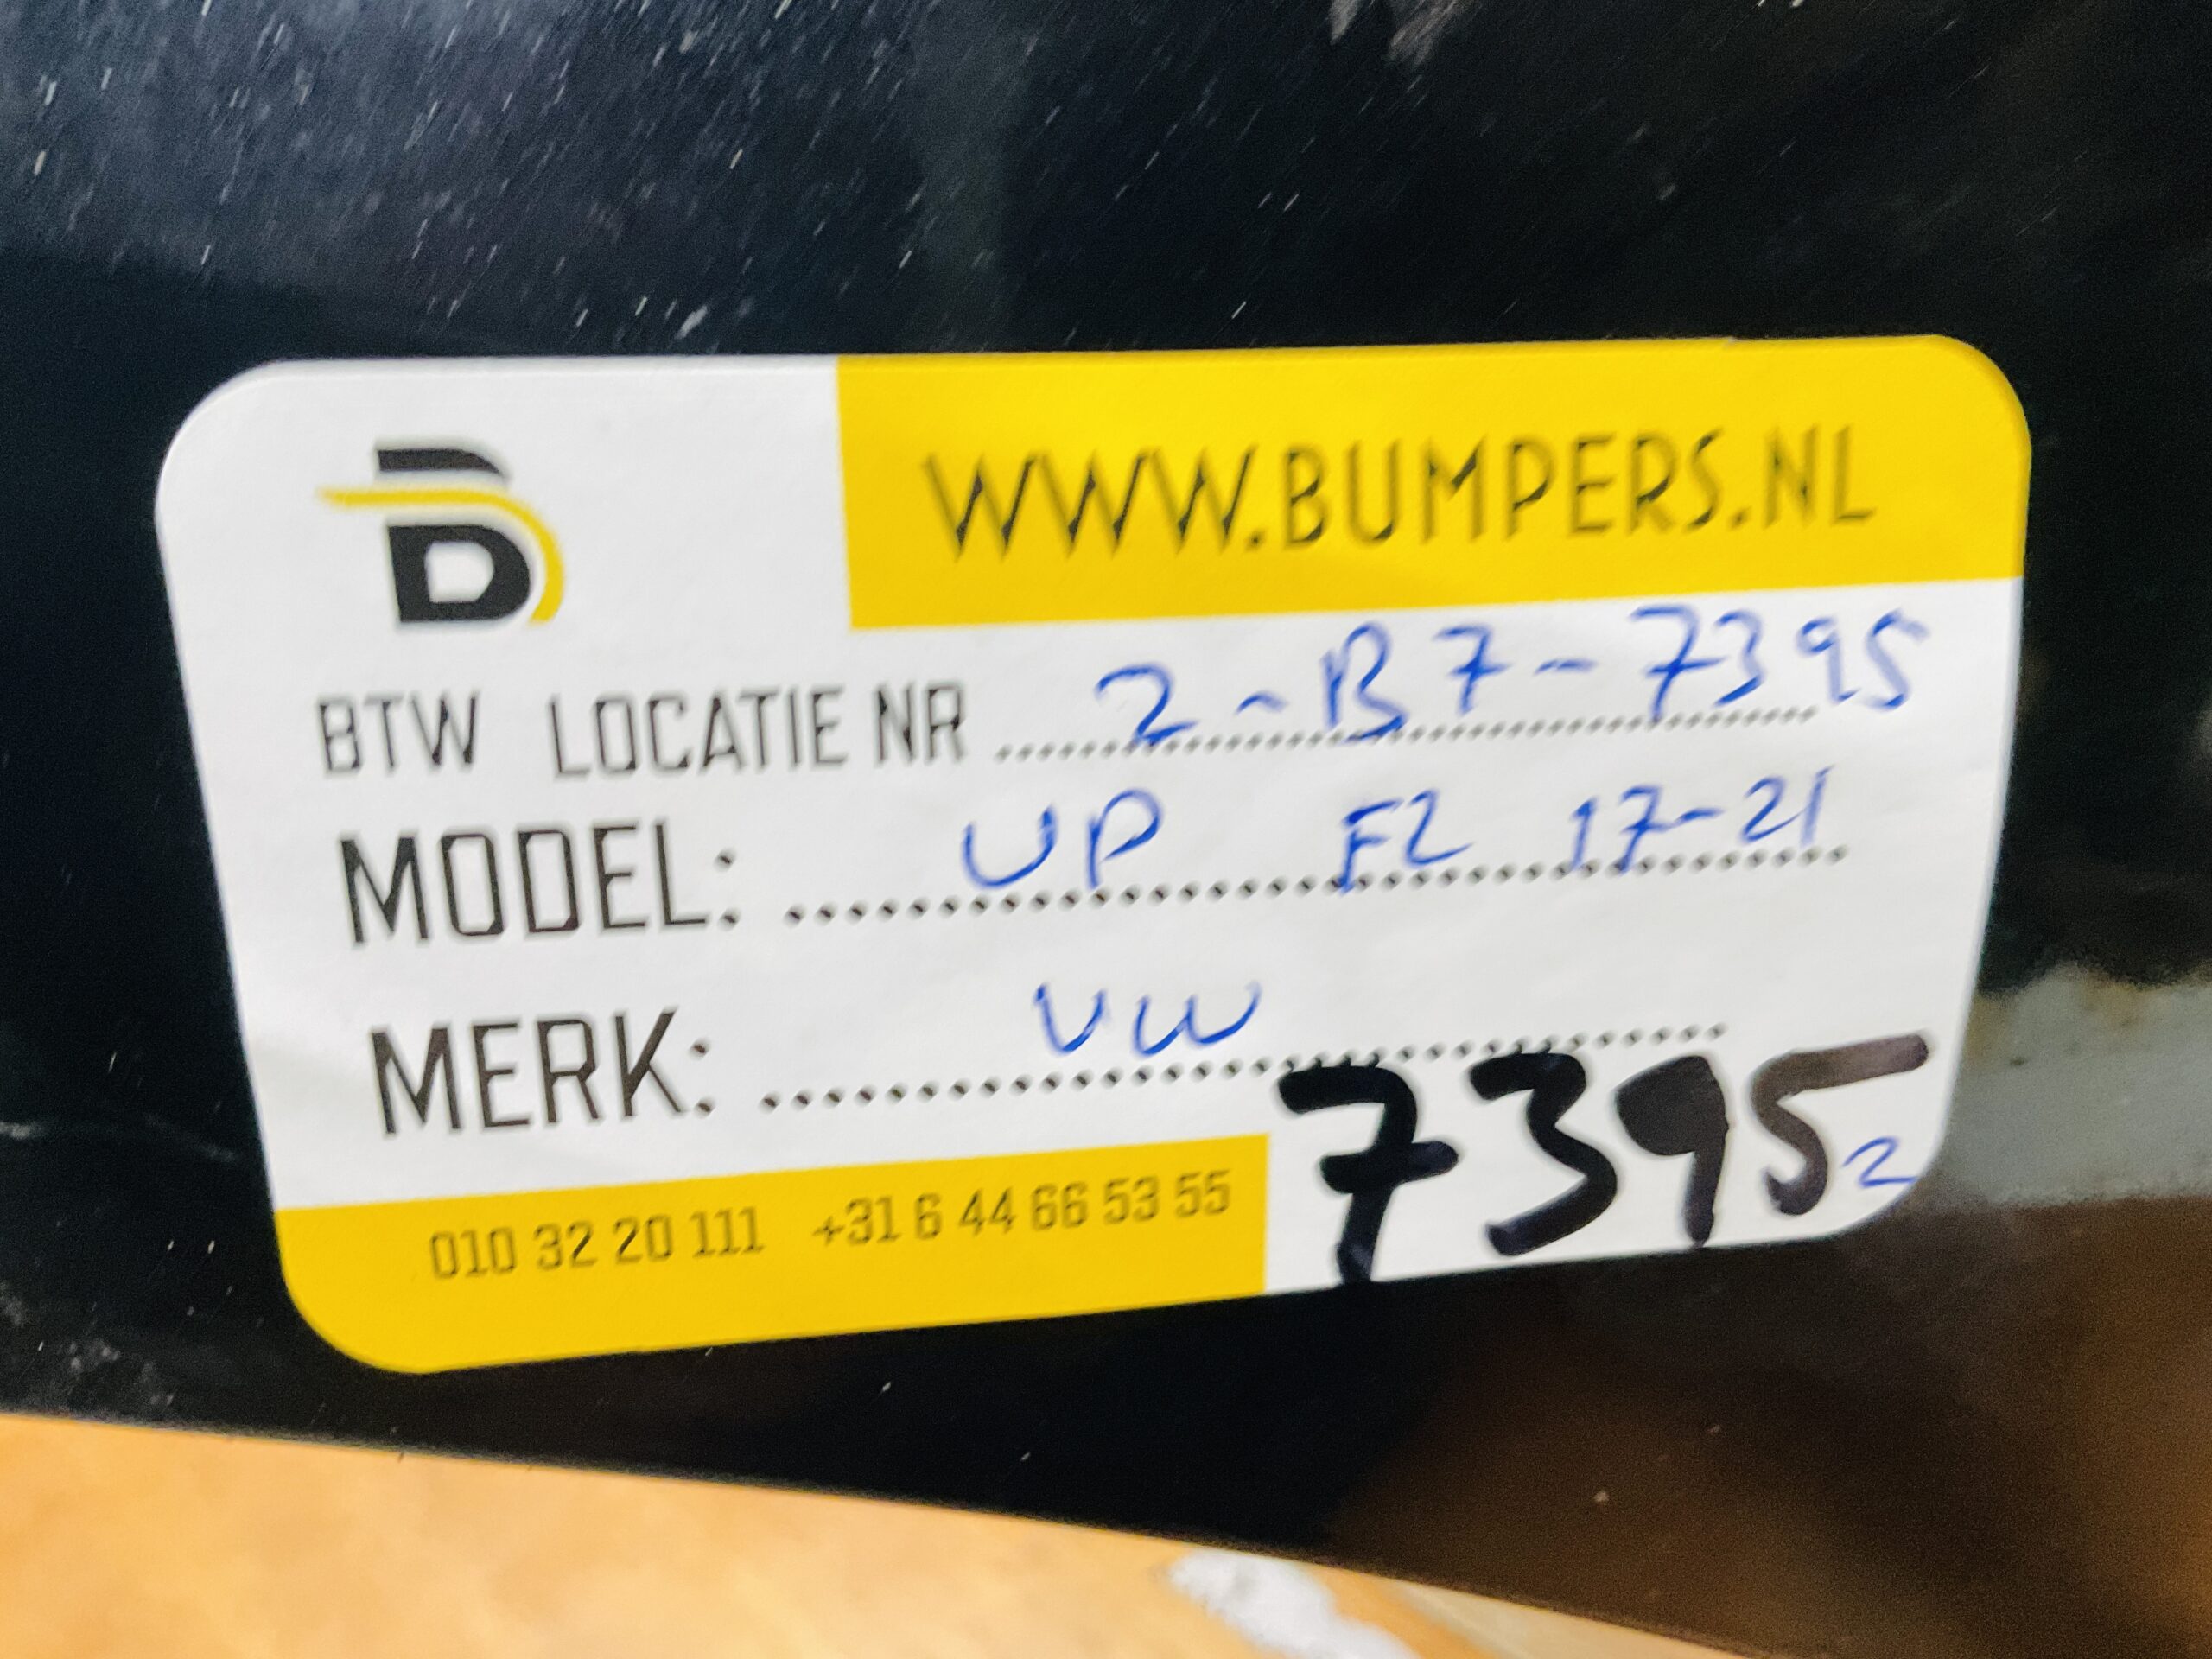 WWW.BUMPERS.NL
BTW LOCATIE NR 2-B7-7395
MODEL: UP FL 17-21
MERK: VW
7395 2
010 32 20 111 +31 6 44 66 53 55